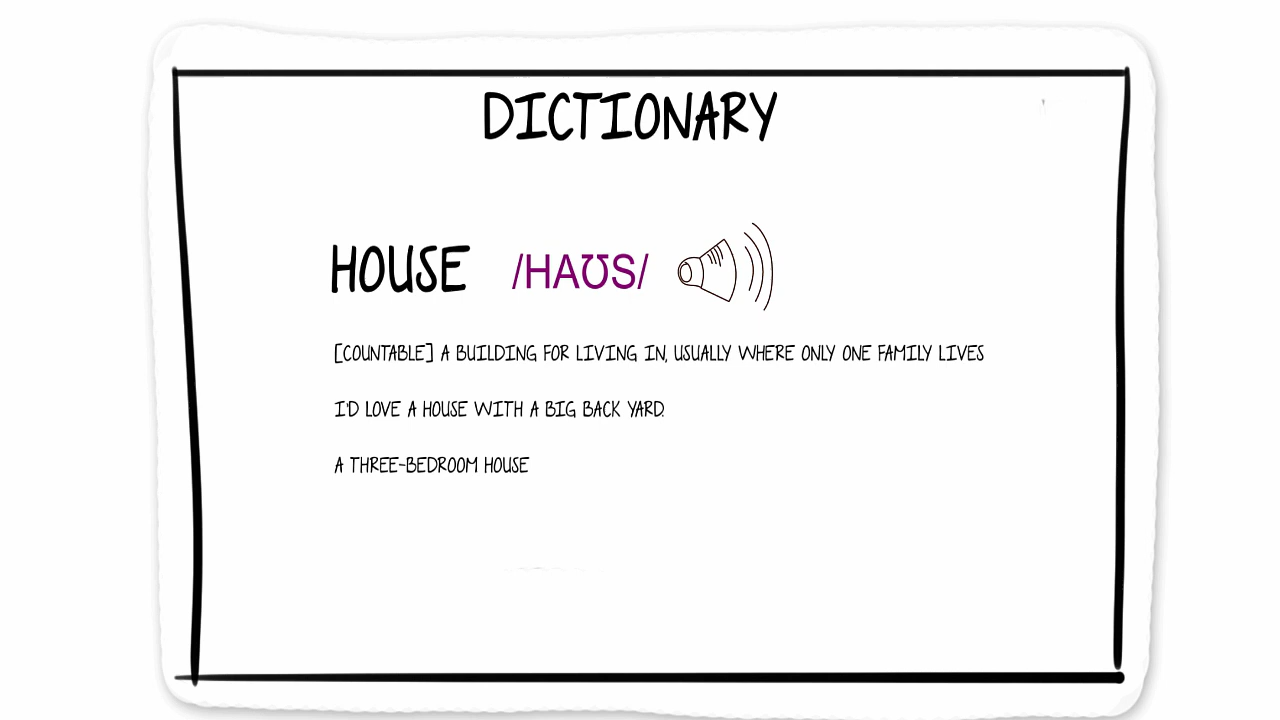 DICTIONARY
HOUSE /HAƱS/
[COUNTABLE] A BUILDING FOR LIVING IN, USUALLY WHERE ONLY ONE FAMILY LIVES
I'D LOVE A HOUSE WITH A BIG BACK YARD.
A THREE-BEDROOM HOUSE